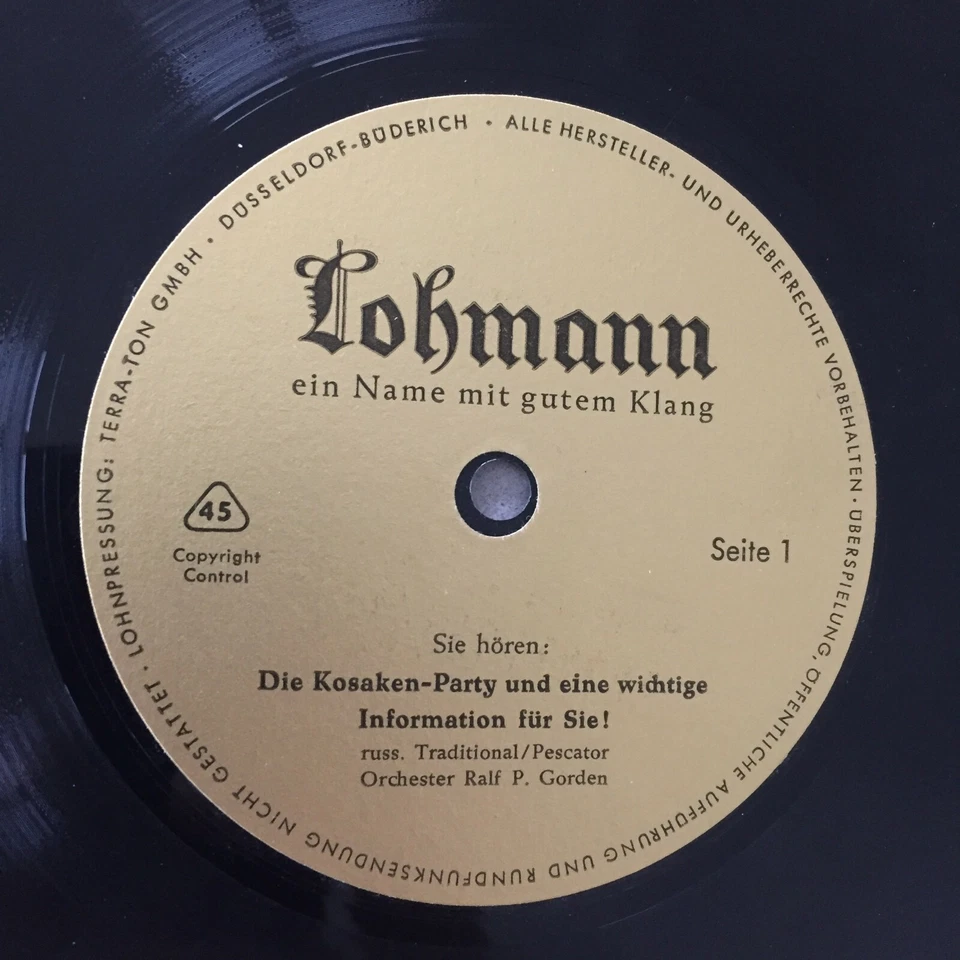 LOHNPRESSUNG: TERRA-TON GMBH • DÜSSELDORF-BÜDERICH • ALLE HERSTELLER- UND URHEBERRECHTE VORBEHALTEN • ÜBERSPIELUNG, ÖFFENTLICHE AUFFÜHRUNG UND RUNDFUNKSENDUNG NICHT GESTATTET •
Lohmann
ein Name mit gutem Klang
45
Copyright
Control
Seite 1
Sie hören:
Die Kosaken-Party und eine wichtige
Information für Sie!
russ. Traditional/Pescator
Orchester Ralf P. Gorden